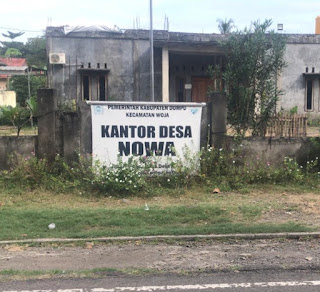 PEMERINTAH KABUPATEN DOMPU
KECAMATAN WOJA
KANTOR DESA
NOWA